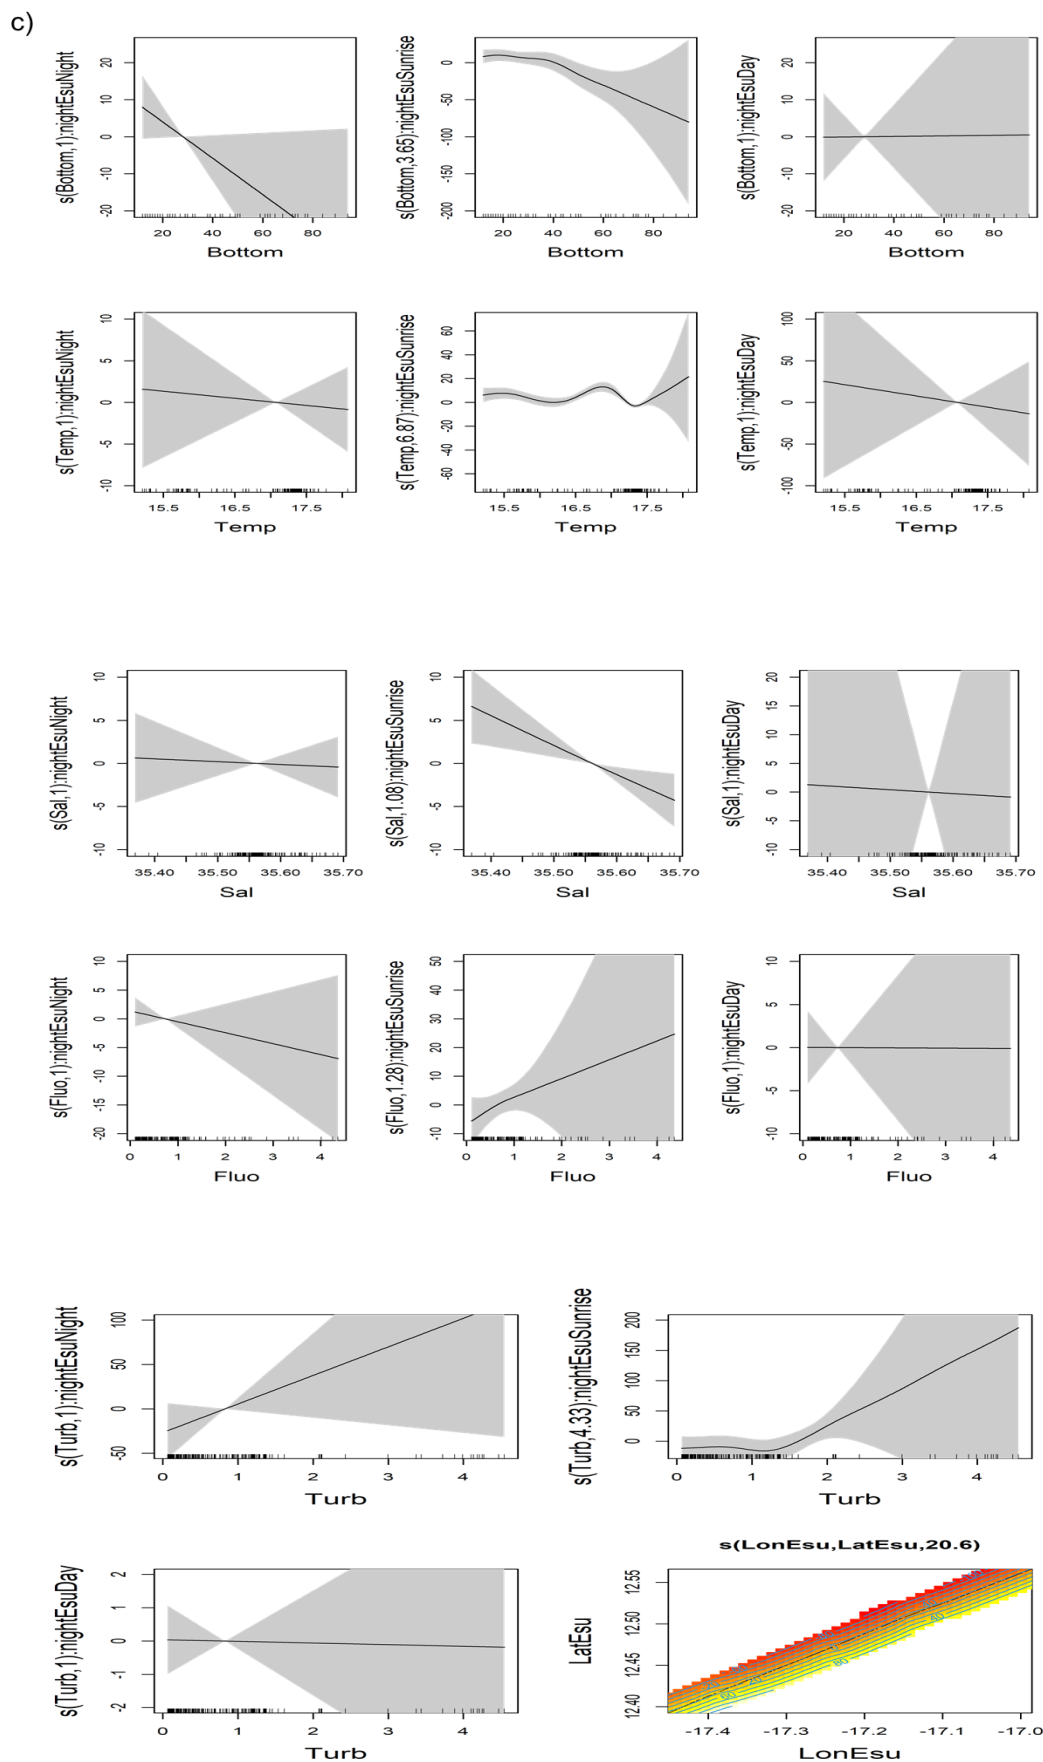 c)
s(Bottom,1):nightEsuNight
20
10
0
-10
-20
20 40 60 80
Bottom
s(Bottom,3.65):nightEsuSunrise
0
-50
-100
-150
-200
20 40 60 80
Bottom
s(Bottom,1):nightEsuDay
20
10
0
-10
-20
20 40 60 80
Bottom
s(Temp,1):nightEsuNight
10
5
0
-5
-10
15.5 16.5 17.5
Temp
s(Temp,6.87):nightEsuSunrise
60
40
20
0
-20
-40
-60
15.5 16.5 17.5
Temp
s(Temp,1):nightEsuDay
100
50
0
-50
-100
15.5 16.5 17.5
Temp
s(Sal,1):nightEsuNight
10
5
0
-5
-10
35.40 35.50 35.60 35.70
Sal
s(Sal,1.08):nightEsuSunrise
10
5
0
-5
-10
35.40 35.50 35.60 35.70
Sal
s(Sal,1):nightEsuDay
20
15
10
5
0
-5
-10
35.40 35.50 35.60 35.70
Sal
s(Fluo,1):nightEsuNight
10
5
0
-5
-10
-15
-20
0 1 2 3 4
Fluo
s(Fluo,1.28):nightEsuSunrise
50
40
30
20
10
0
-10
0 1 2 3 4
Fluo
s(Fluo,1):nightEsuDay
10
5
0
-5
-10
0 1 2 3 4
Fluo
s(Turb,1):nightEsuNight
100
50
0
-50
0 1 2 3 4
Turb
s(Turb,4.33):nightEsuSunrise
200
150
100
50
0
0 1 2 3 4
Turb
s(Turb,1):nightEsuDay
2
1
0
-1
-2
0 1 2 3 4
Turb
s(LonEsu,LatEsu,20.6)
LatEsu
12.55
12.50
12.45
12.40
40
80
60
-17.4 -17.3 -17.2 -17.1 -17.0
LonEsu